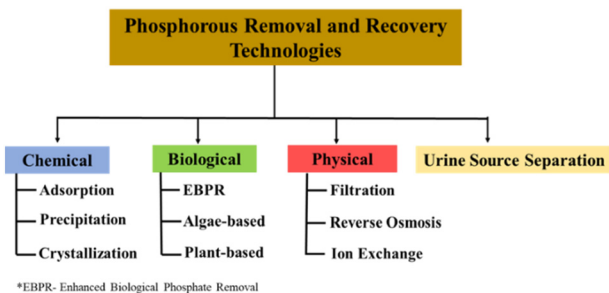 Phosphorous Removal and Recovery
Technologies
Chemical
Biological
Physical
Urine Source Separation
Adsorption
Precipitation
Crystallization
EBPR
Algae-based
Plant-based
Filtration
Reverse Osmosis
Ion Exchange
*EBPR- Enhanced Biological Phosphate Removal